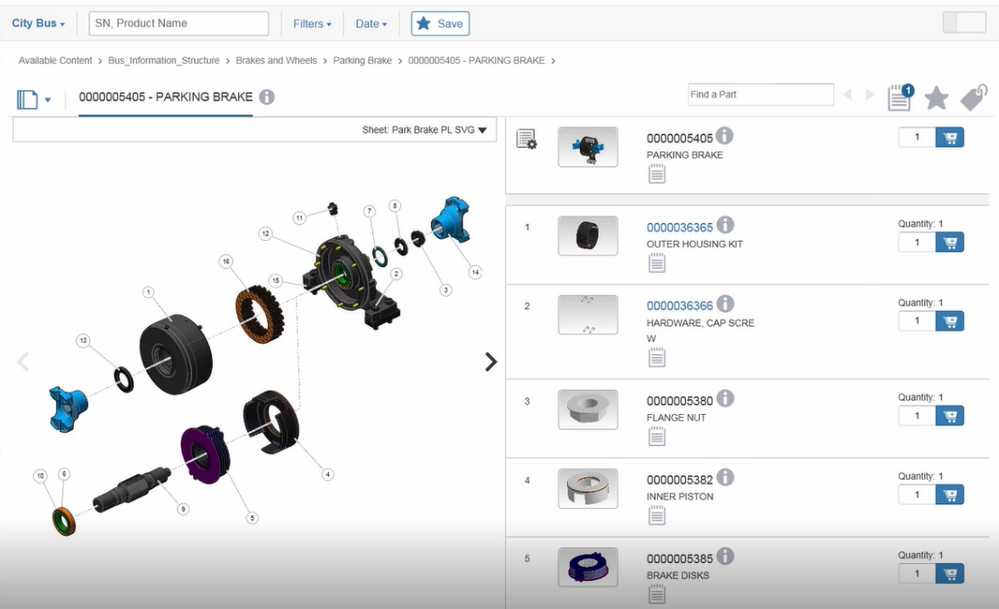 City Bus
SN, Product Name
Filters
Date
Save
Available Content > Bus_Information_Structure > Brakes and Wheels > Parking Brake > 0000005405 - PARKING BRAKE >
0000005405 - PARKING BRAKE
Find a Part
1
Sheet: Park Brake PL SVG
11
7
8
12
16
15
2
14
3
1
13
4
10
6
9
5
0000005405
PARKING BRAKE
1
1
0000036365
OUTER HOUSING KIT
Quantity: 1
1
2
0000036366
HARDWARE, CAP SCRE
W
Quantity: 1
1
3
0000005380
FLANGE NUT
Quantity: 1
1
4
0000005382
INNER PISTON
Quantity: 1
1
5
0000005385
BRAKE DISKS
Quantity: 1
1